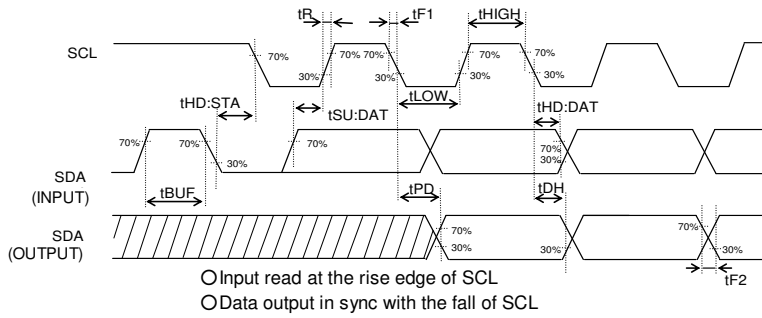 tR tF1 tHIGH
SCL 70% 70% 70% 70% 70%
30% 30% 30% 30%
tHD:STA tLOW tHD:DAT
tSU:DAT
70% 70% 30% 70% 70% 30%
SDA
(INPUT)
tBUF tPD tDH
SDA
(OUTPUT)
70% 30% 30% 70% 30%
○Input read at the rise edge of SCL
tF2
○Data output in sync with the fall of SCL